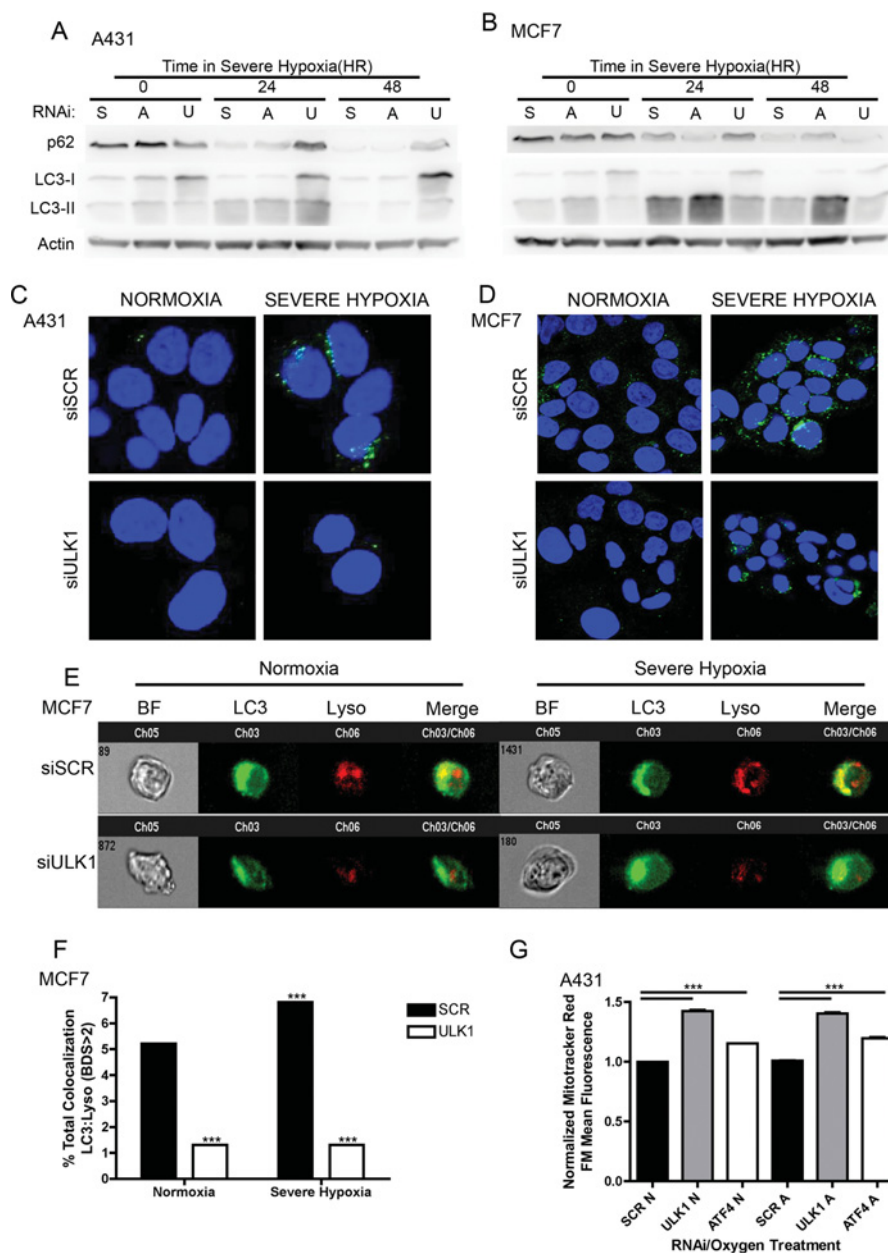 A
A431
Time in Severe Hypoxia(HR)
0 24 48
RNAi: S A U S A U S A U
p62
LC3-I
LC3-II
Actin
B
MCF7
Time in Severe Hypoxia(HR)
0 24 48
S A U S A U S A U
C
NORMOXIA SEVERE HYPOXIA
A431
siSCR
siULK1
D
NORMOXIA SEVERE HYPOXIA
MCF7
siSCR
siULK1
E
Normoxia Severe Hypoxia
MCF7 BF LC3 Lyso Merge BF LC3 Lyso Merge
Ch05 Ch03 Ch06 Ch03/Ch06 Ch05 Ch03 Ch06 Ch03/Ch06
siSCR 89 1431
Ch05 Ch03 Ch06 Ch03/Ch06 Ch05 Ch03 Ch06 Ch03/Ch06
siULK1 872 180
F
MCF7
% Total Colocalization
LC3:Lyso (BDS>2)
7
6
5
4
3
2
1
0
***
***
***
Normoxia Severe Hypoxia
SCR
ULK1
G
A431
Normalized Mitotracker Red
FM Mean Fluorescence
1.5
1.0
0.5
0.0
*** ***
SCR N ULK1 N ATF4 N SCR A ULK1 A ATF4 A
RNAi/Oxygen Treatment